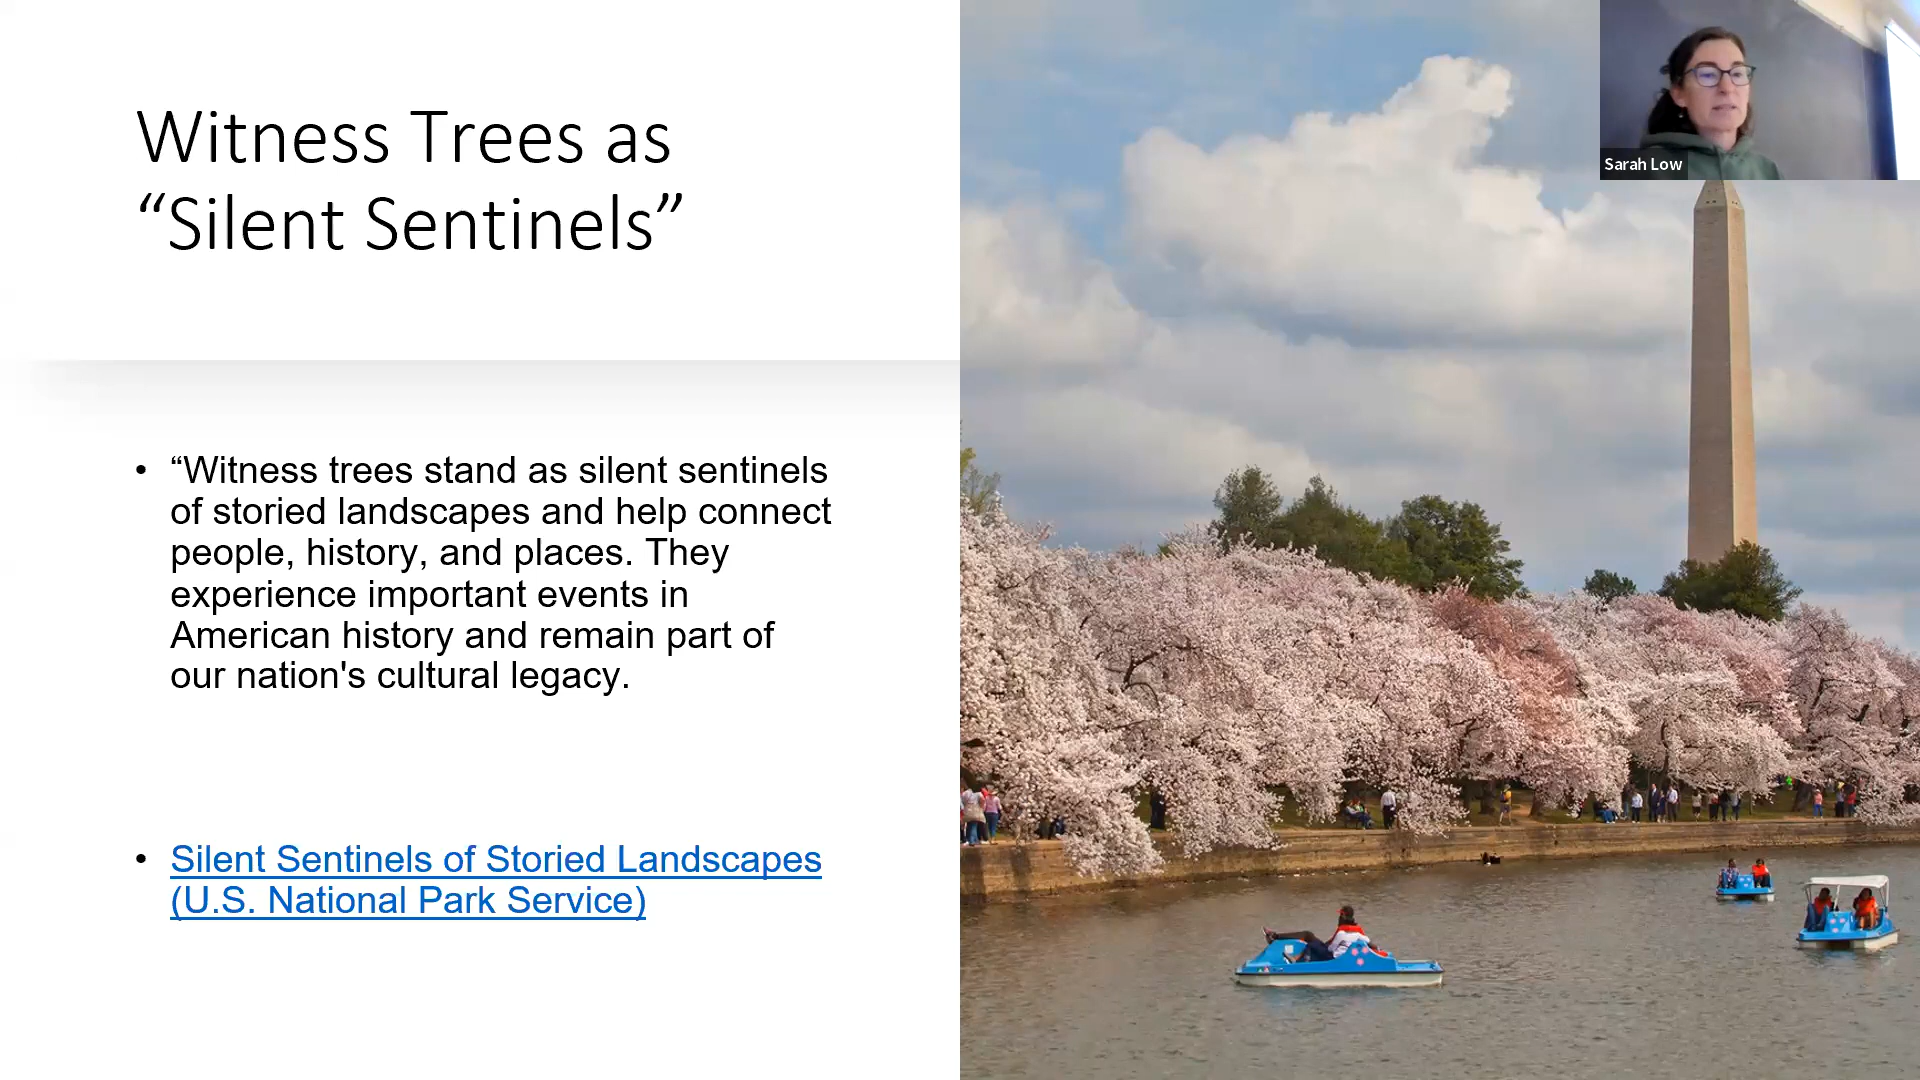 Witness Trees as
“Silent Sentinels”
• “Witness trees stand as silent sentinels
of storied landscapes and help connect
people, history, and places. They
experience important events in
American history and remain part of
our nation's cultural legacy.
• Silent Sentinels of Storied Landscapes
(U.S. National Park Service)
Sarah Low